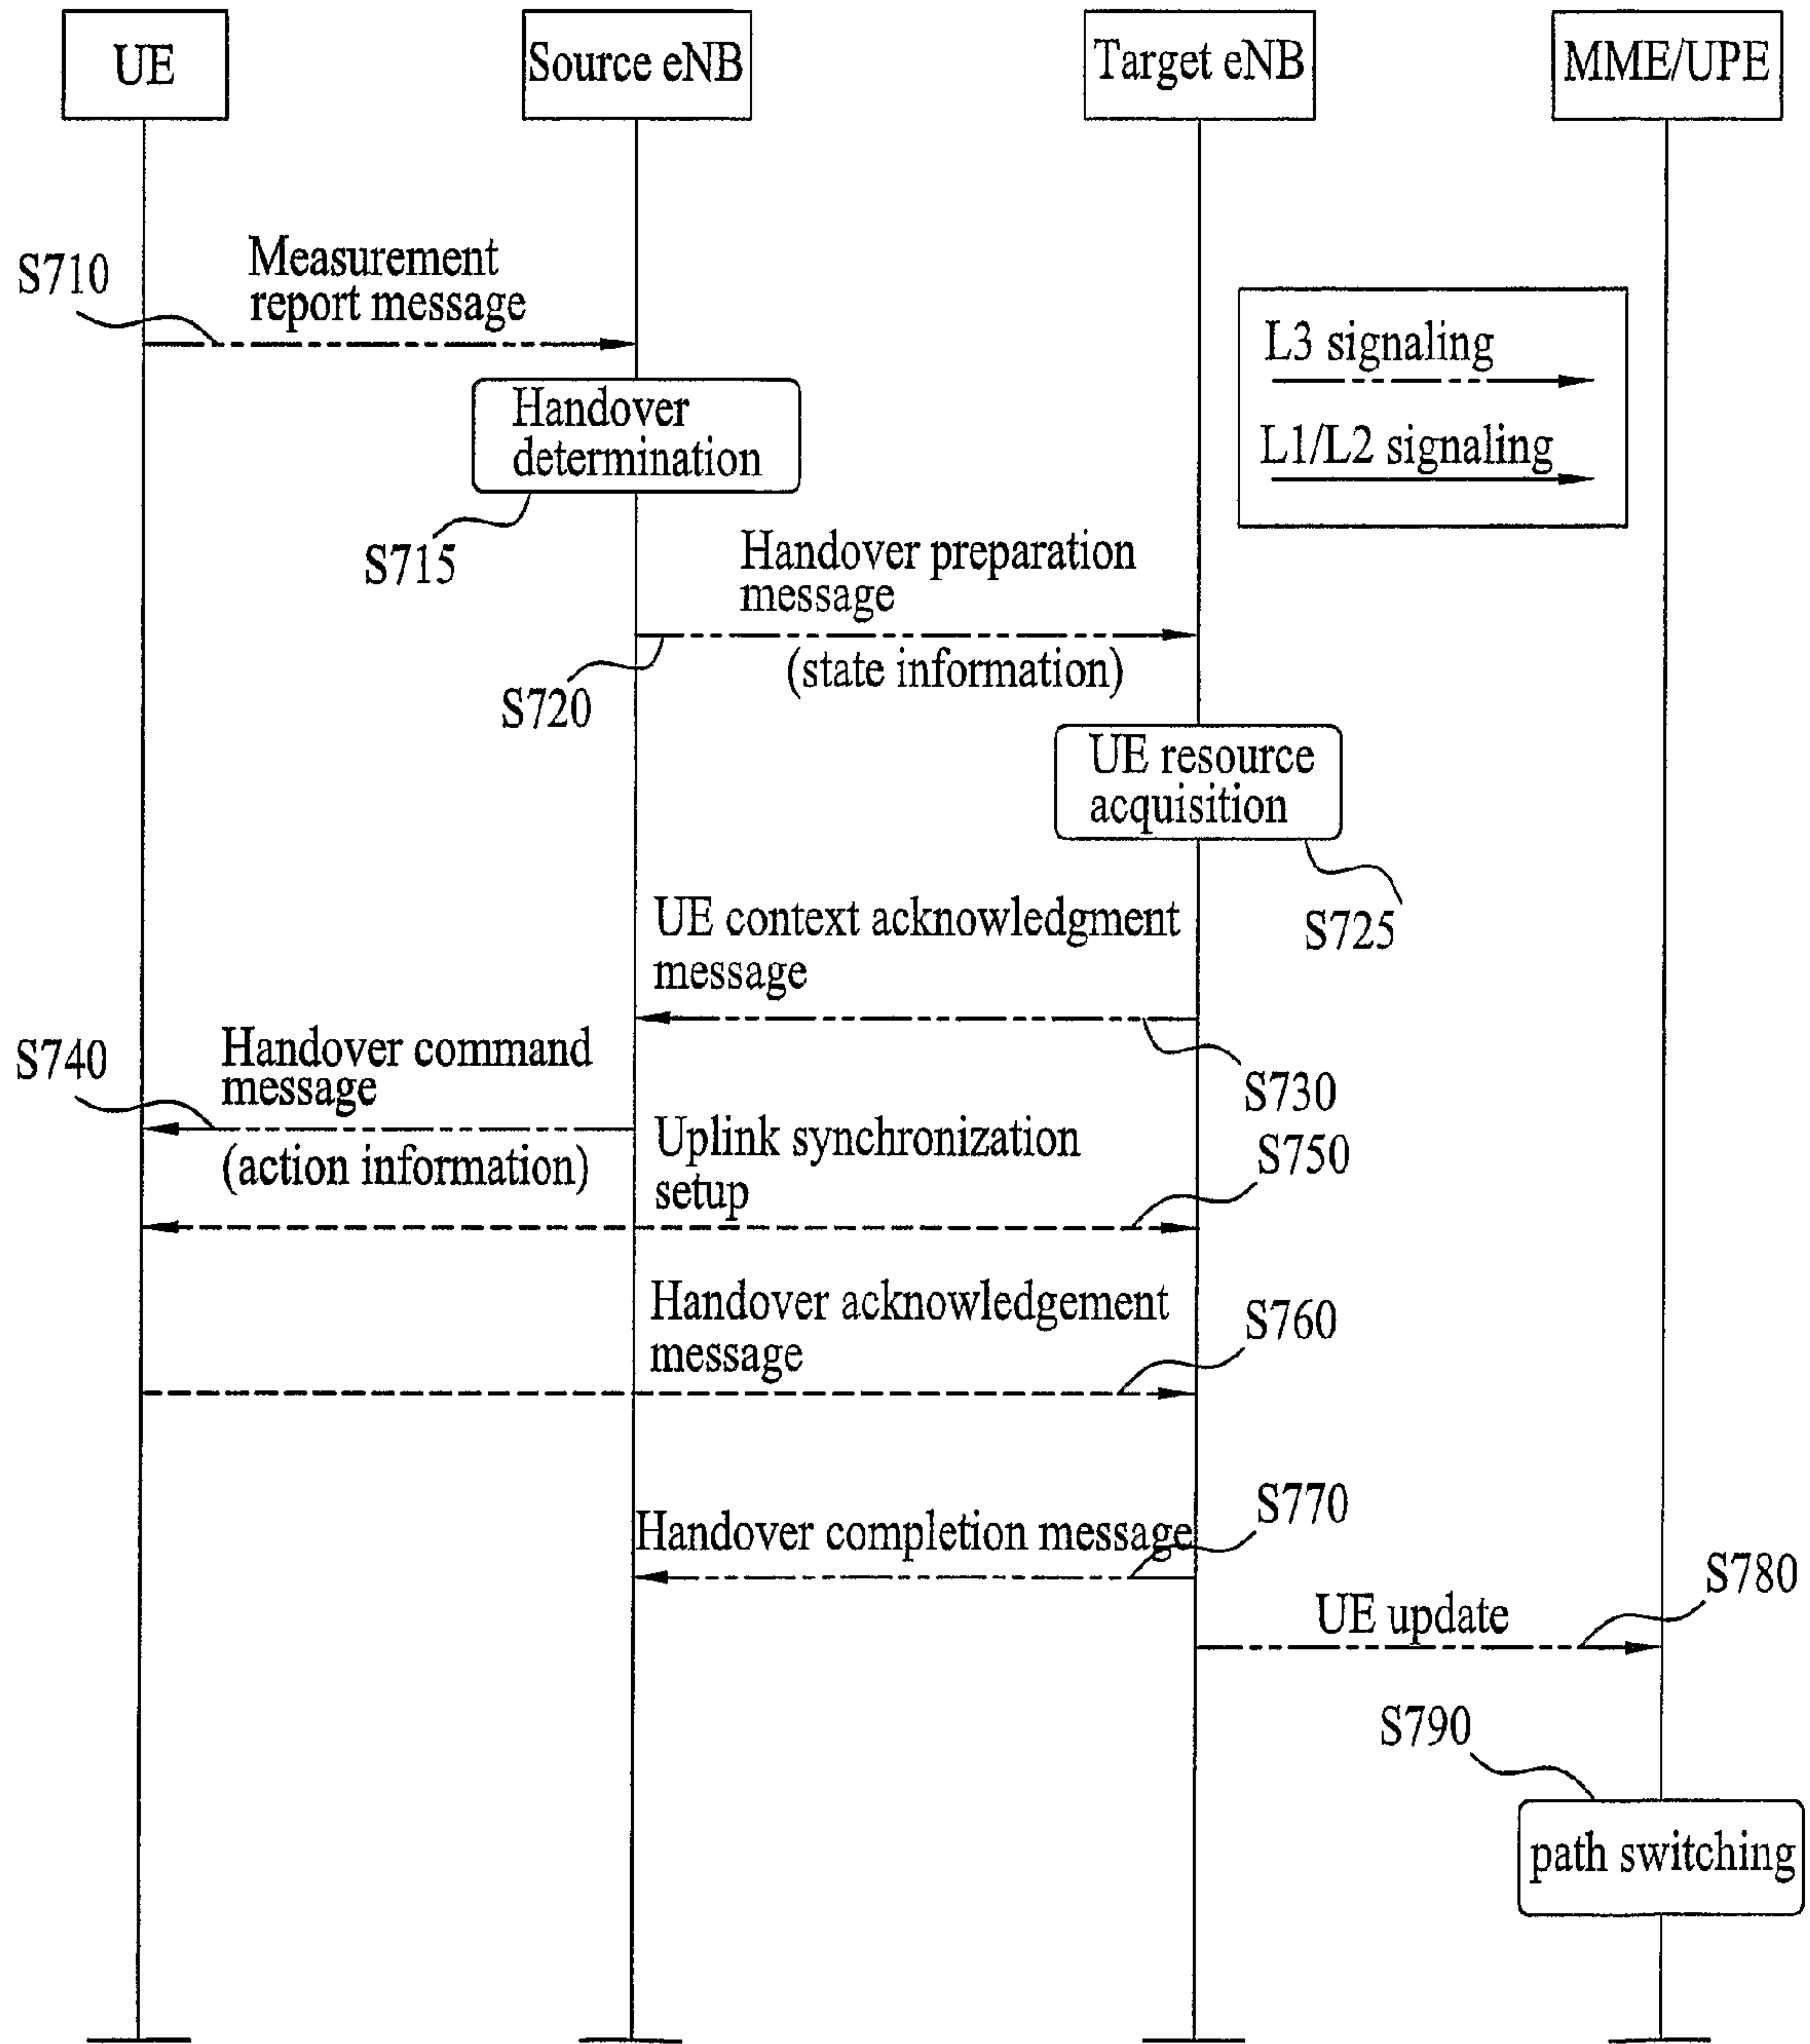 UE
Source eNB
Target eNB
MME/UPE
S710
Measurement
report message
L3 signaling
L1/L2 signaling
Handover
determination
S715
Handover preparation
message
(state information)
S720
UE resource
acquisition
S725
UE context acknowledgment
message
S730
S740
Handover command
message
(action information)
Uplink synchronization
setup
S750
Handover acknowledgement
message
S760
Handover completion message
S770
UE update
S780
S790
path switching